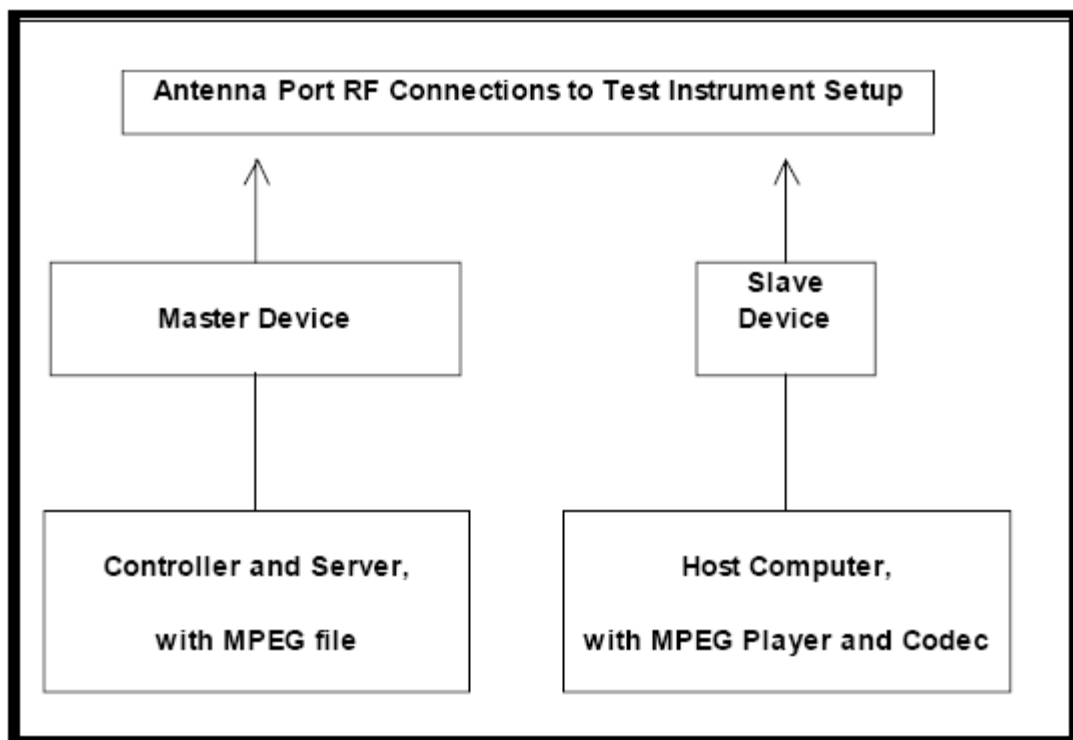 Antenna Port RF Connections to Test Instrument Setup
Master Device
Slave
Device
Controller and Server,
with MPEG file
Host Computer,
with MPEG Player and Codec